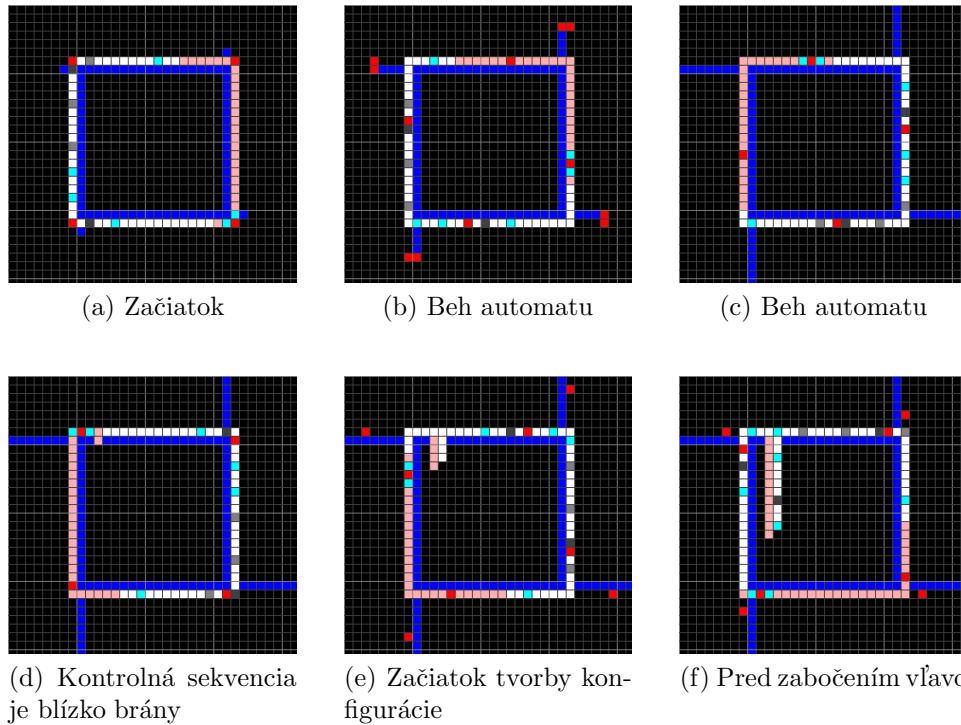 (a) Začiatok
(b) Beh automatu
(c) Beh automatu
(d) Kontrolná sekvencia
je blízko brány
(e) Začiatok tvorby kon-
figurácie
(f) Pred zabočením vľavo